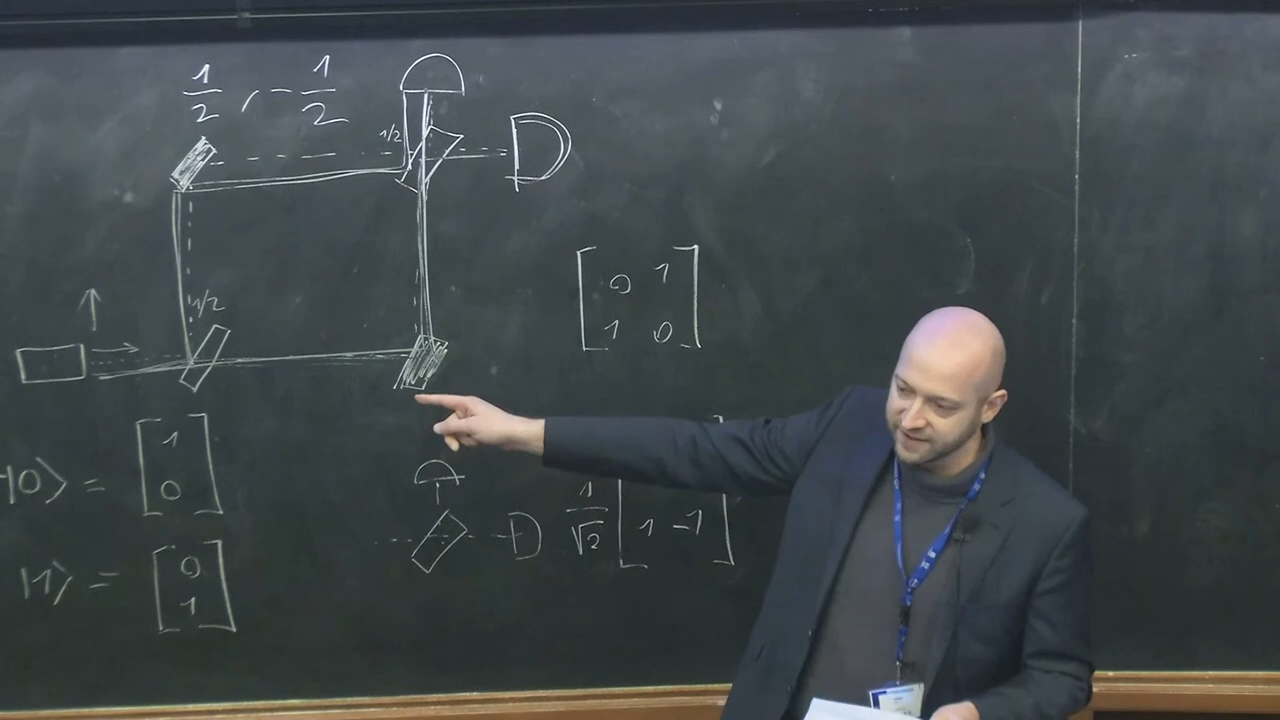 1/2 , -1/2
1/2
1/2
[0 1
1 0]
|0⟩ = [1
0]
1/√2 [1 -1]
|1⟩ = [0
1]